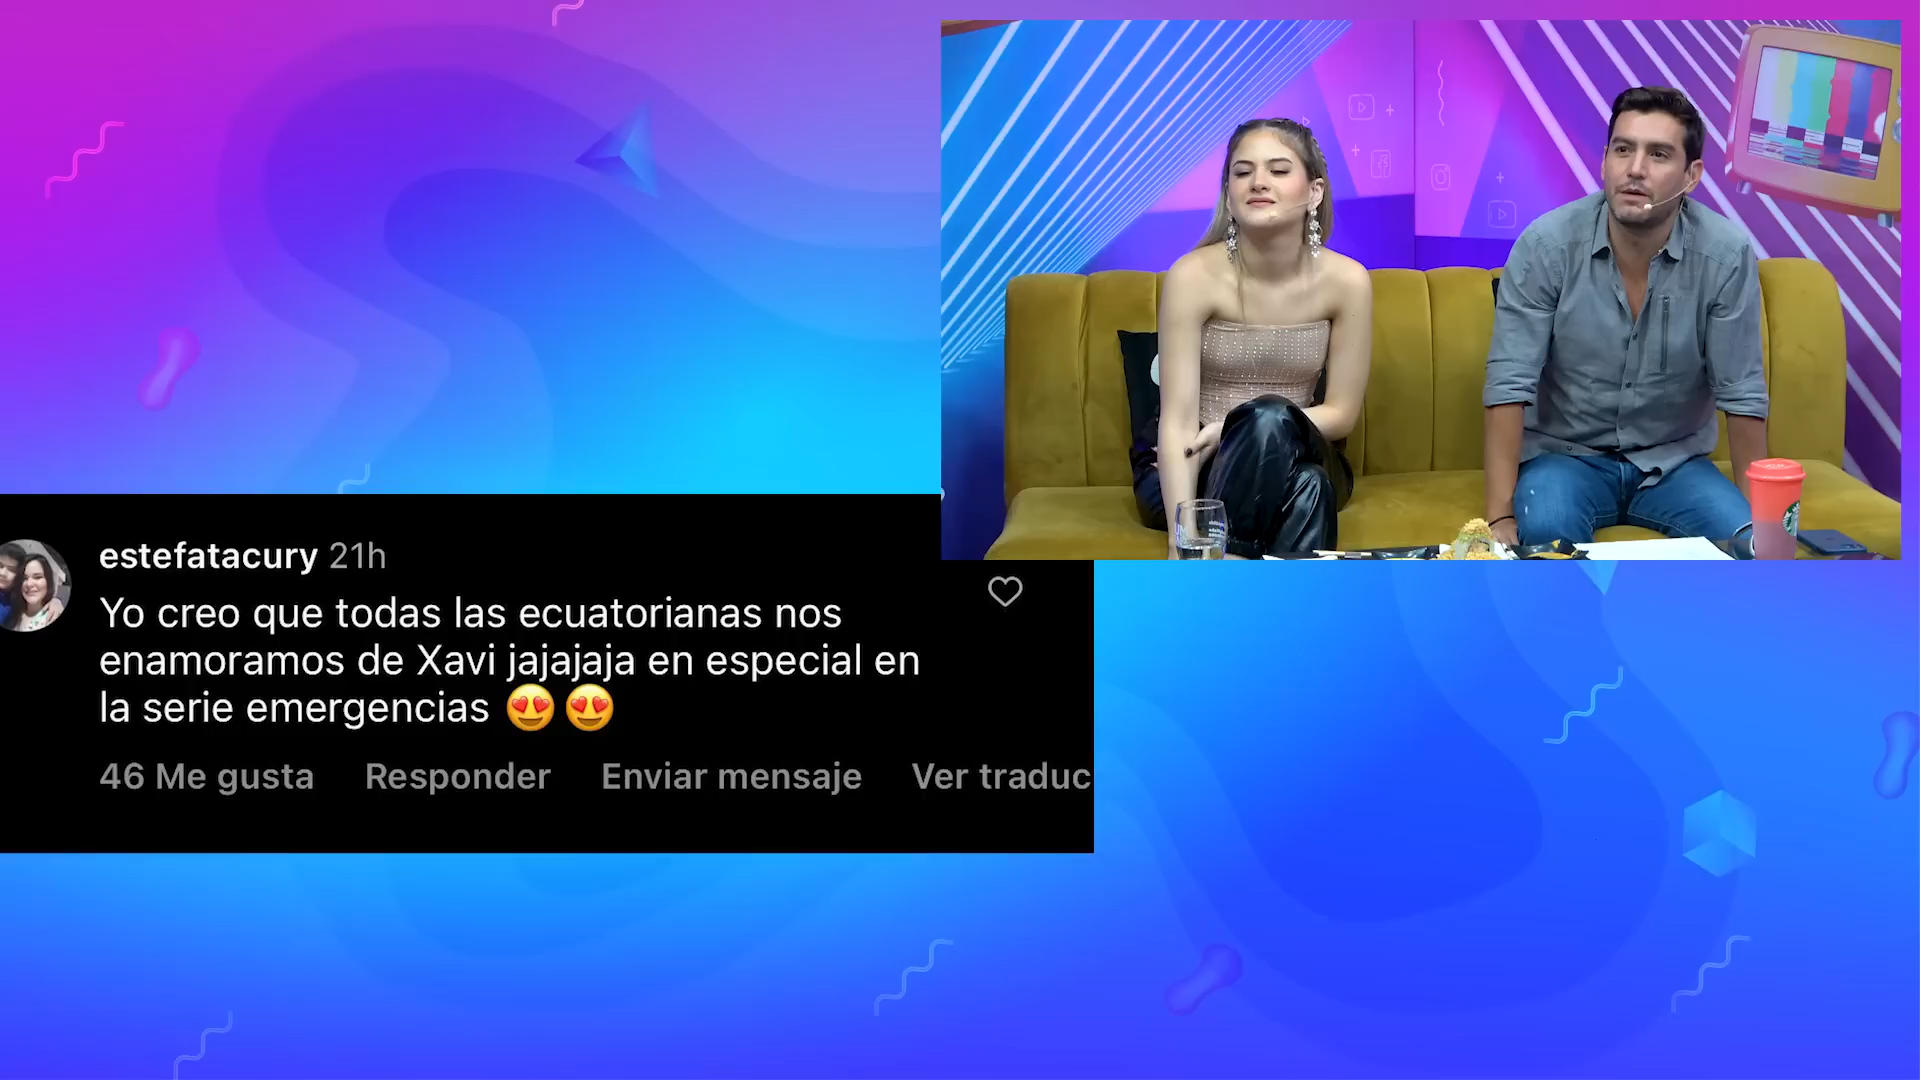 estefatacury 21h
Yo creo que todas las ecuatorianas nos
enamoramos de Xavi jajajaja en especial en
la serie emergencias 😍 😍
46 Me gusta Responder Enviar mensaje Ver traduc